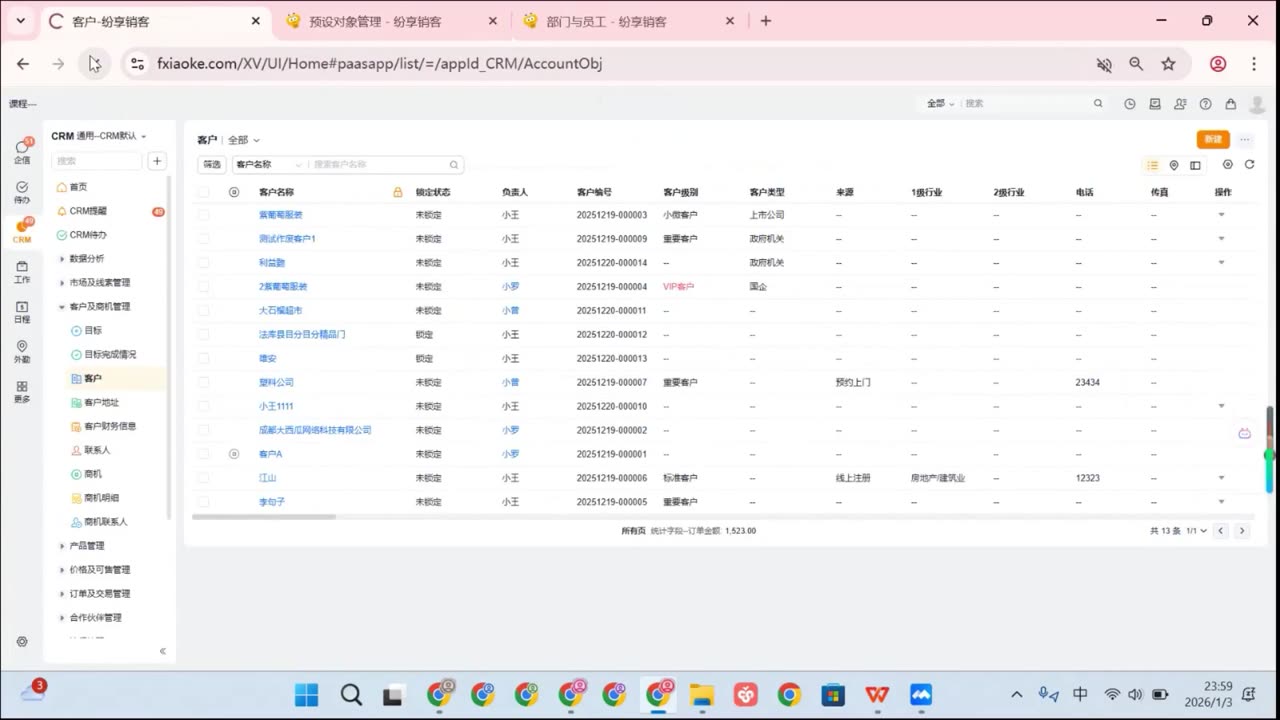 客户-纷享销客
预设对象管理 - 纷享销客
部门与员工 - 纷享销客
fxiaoke.com/XV/UI/Home#paasapp/list/=/appId_CRM/AccountObj
课程---
全部 搜索
51
企信
待办
49
CRM
工作
日程
外勤
更多
CRM 通用--CRM默认
搜索
首页
CRM提醒 49
CRM待办
数据分析
市场及线索管理
客户及商机管理
目标
目标完成情况
客户
客户地址
客户财务信息
联系人
商机
商机明细
商机联系人
产品管理
价格及可售管理
订单及交易管理
合作伙伴管理
客户 全部
新建
筛选 客户名称 搜索客户名称
客户名称 锁定状态 负责人 客户编号 客户级别 客户类型 来源 1级行业 2级行业 电话 传真 操作
紫葡萄服装 未锁定 小王 20251219-000003 小微客户 上市公司 -- -- -- -- --
测试作废客户1 未锁定 小王 20251219-000009 重要客户 政府机关 -- -- -- -- --
利益融 未锁定 小王 20251220-000014 -- 政府机关 -- -- -- -- --
2紫葡萄服装 未锁定 小罗 20251219-000004 VIP客户 国企 -- -- -- -- --
大石榴超市 未锁定 小曾 20251220-000011 -- -- -- -- -- -- --
法库县目分目分精品门 锁定 小王 20251220-000012 -- -- -- -- -- -- --
雄安 锁定 小王 20251220-000013 -- -- -- -- -- -- --
塑料公司 未锁定 小曾 20251219-000007 重要客户 -- 预约上门 -- -- 23434 --
小王1111 未锁定 小王 20251220-000010 -- -- -- -- -- -- --
成都大西瓜网络科技有限公司 未锁定 小罗 20251219-000002 -- -- -- -- -- -- --
客户A 未锁定 小罗 20251219-000001 -- -- -- -- -- -- --
江山 未锁定 小王 20251219-000006 标准客户 -- 线上注册 房地产/建筑业 -- 12323 --
李句子 未锁定 小王 20251219-000005 重要客户 -- -- -- -- -- --
所有页 统计字段--订单金额: 1,523.00
共 13 条 1/1
3
中
23:59
2026/1/3